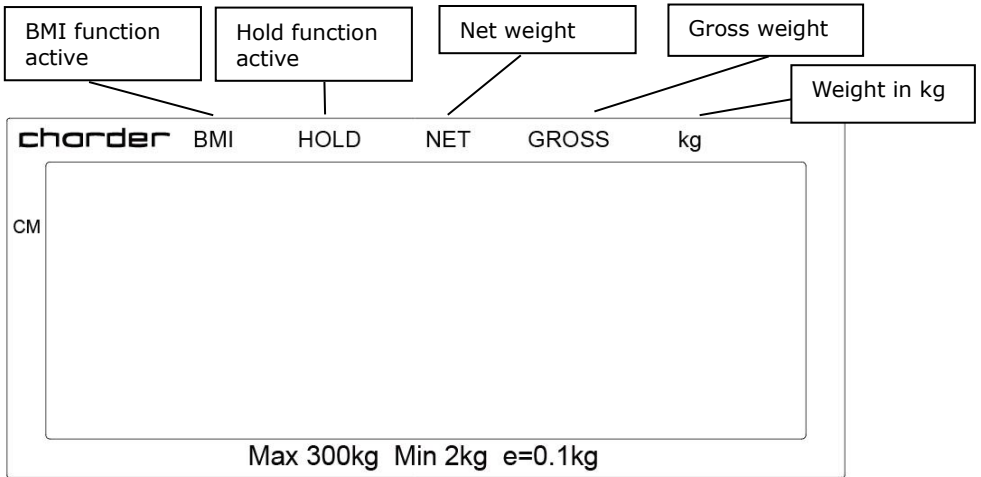 BMI function
active
Hold function
active
Net weight
Gross weight
Weight in kg
charder BMI HOLD NET GROSS kg
CM
Max 300kg Min 2kg e=0.1kg